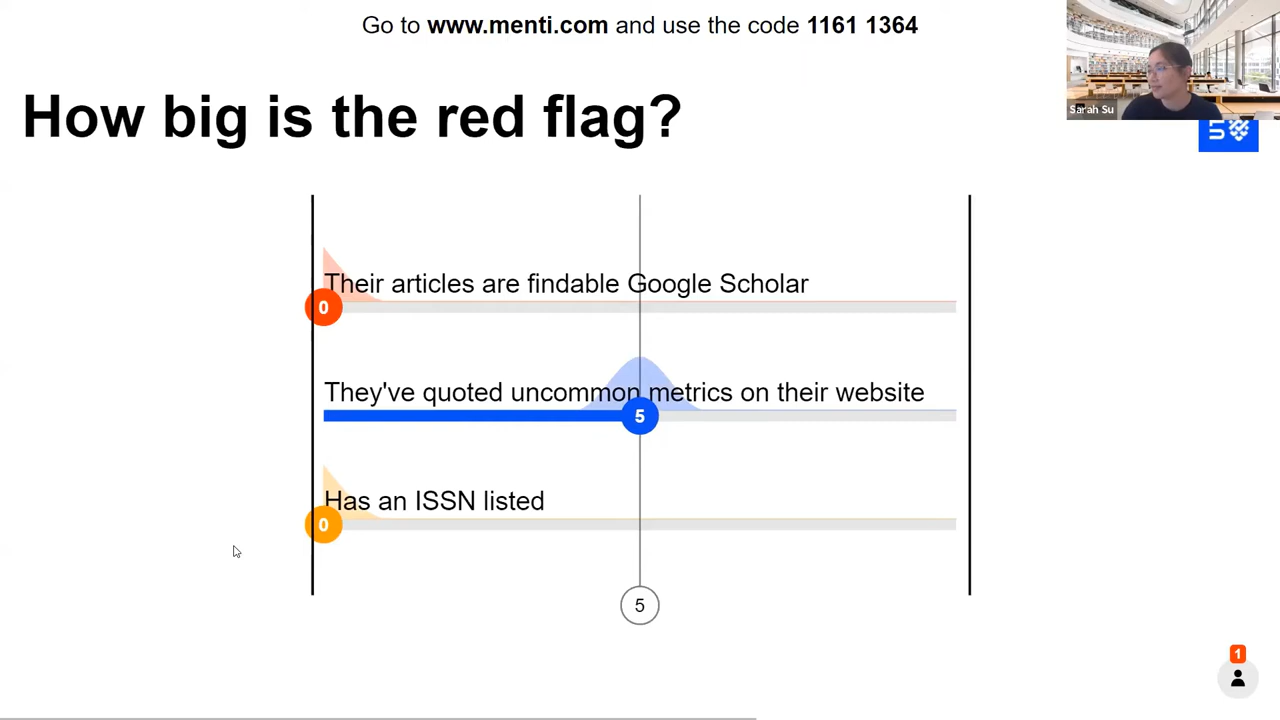 Go to www.menti.com and use the code 1161 1364
Sarah Su
How big is the red flag?
Their articles are findable Google Scholar
0
They've quoted uncommon metrics on their website
5
Has an ISSN listed
0
5
1